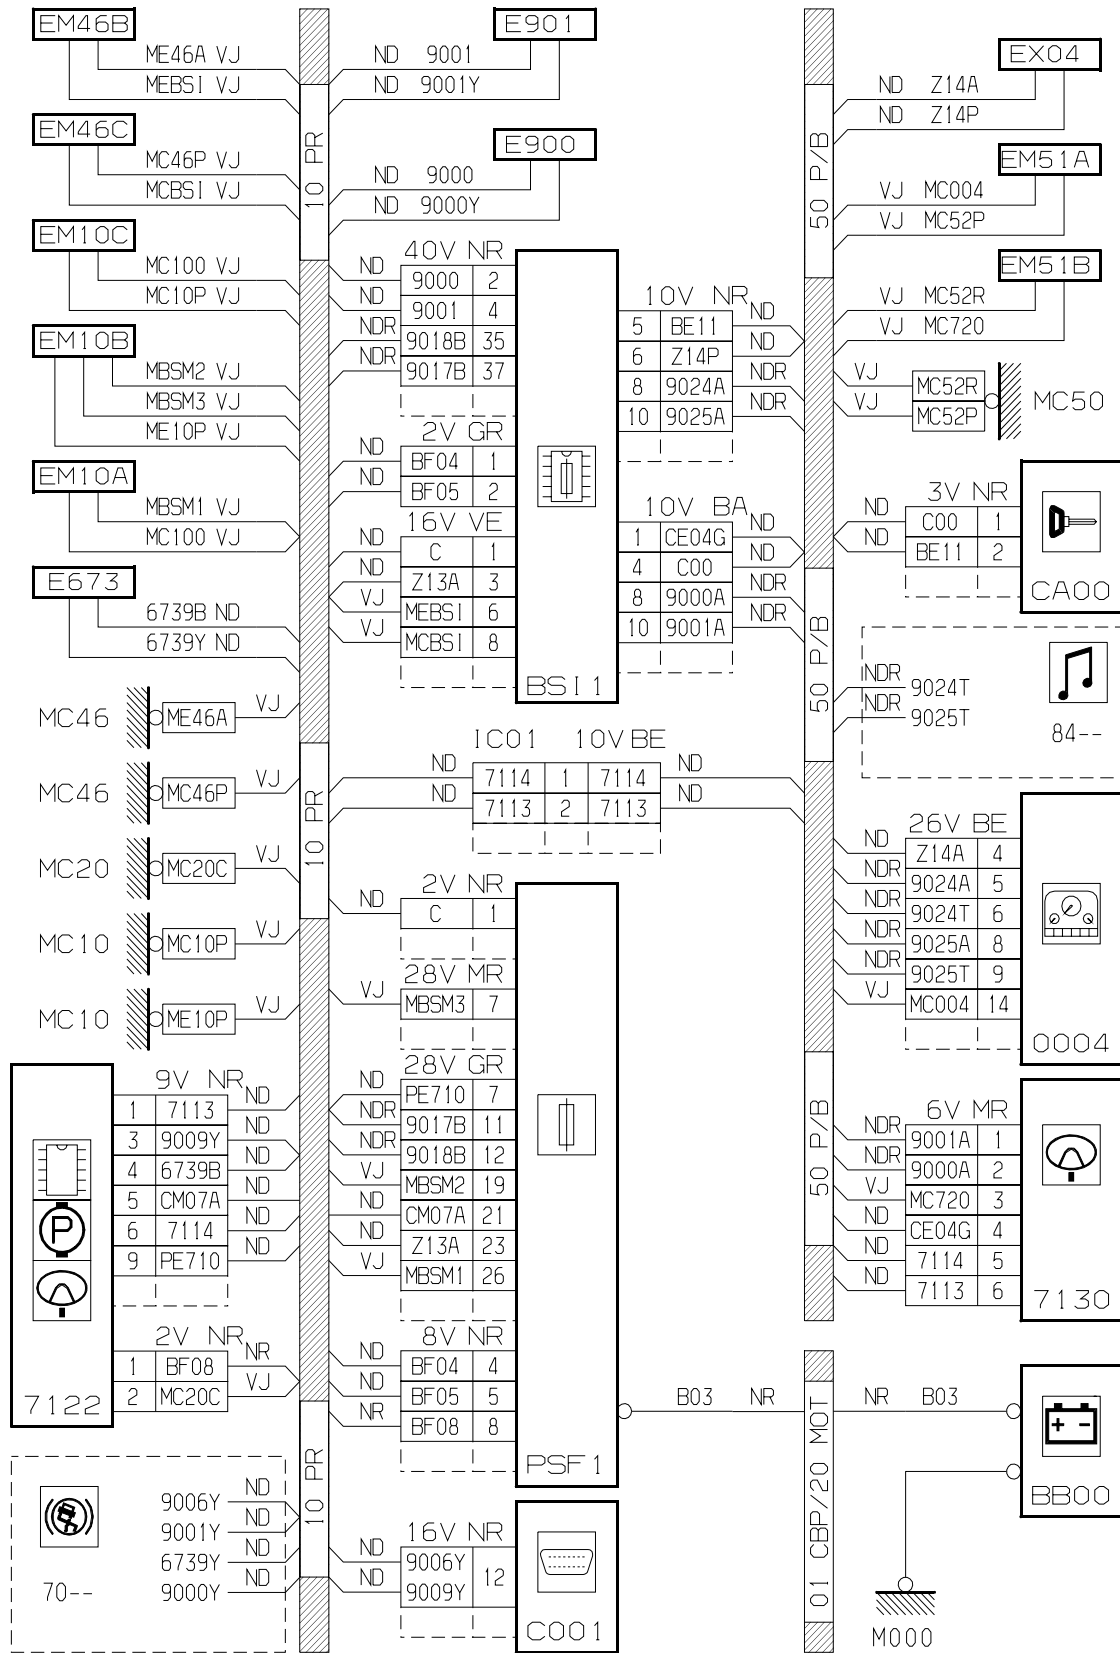 EM46B
ME46A VJ
MEBSI VJ
EM46C
MC46P VJ
MCBSI VJ
EM10C
MC100 VJ
MC10P VJ
EM10B
MBSM2 VJ
MBSM3 VJ
ME10P VJ
EM10A
MBSM1 VJ
MC100 VJ
E673
6739B ND
6739Y ND
MC46 ME46A VJ
MC46 MC46P VJ
MC20 MC20C VJ
MC10 MC10P VJ
MC10 ME10P VJ
9V NR
1 7113 ND
3 9009Y ND
4 6739B ND
5 CM07A ND
6 7114 ND
9 PE710 ND
P
2V NR
1 BF08 NR
2 MC20C VJ
7122
9006Y ND
9001Y ND
6739Y ND
9000Y ND
70--
10 PR
10 PR
10 PR
E901
ND 9001
ND 9001Y
E900
ND 9000
ND 9000Y
40V NR
ND 9000 2
ND 9001 4
NDR 9018B 35
NDR 9017B 37
2V GR
ND BF04 1
ND BF05 2
16V VE
ND C 1
ND Z13A 3
VJ MEBSI 6
VJ MCBSI 8
10V NR
5 BE11 ND
6 Z14P ND
8 9024A NDR
10 9025A NDR
10V BA
1 CE04G ND
4 C00 ND
8 9000A NDR
10 9001A NDR
BSI1
IC01 10V BE
ND 7114 1 7114 ND
ND 7113 2 7113 ND
2V NR
ND C 1
28V MR
VJ MBSM3 7
28V GR
ND PE710 7
NDR 9017B 11
NDR 9018B 12
VJ MBSM2 19
ND CM07A 21
ND Z13A 23
VJ MBSM1 26
8V NR
ND BF04 4
ND BF05 5
NR BF08 8
PSF1
B03 NR
16V NR
ND 9006Y 12
ND 9009Y
C001
50 P/B
50 P/B
50 P/B
01 CBP/20 MOT
EX04
ND Z14A
ND Z14P
EM51A
VJ MC004
VJ MC52P
EM51B
VJ MC52R
VJ MC720
VJ MC52R
VJ MC52P
MC50
3V NR
ND C00 1
ND BE11 2
CA00
NDR 9024T
NDR 9025T
84--
26V BE
ND Z14A 4
NDR 9024A 5
NDR 9024T 6
NDR 9025A 8
NDR 9025T 9
VJ MC004 14
0004
6V MR
NDR 9001A 1
NDR 9000A 2
VJ MC720 3
ND CE04G 4
ND 7114 5
ND 7113 6
7130
NR B03
+ -
BB00
M000